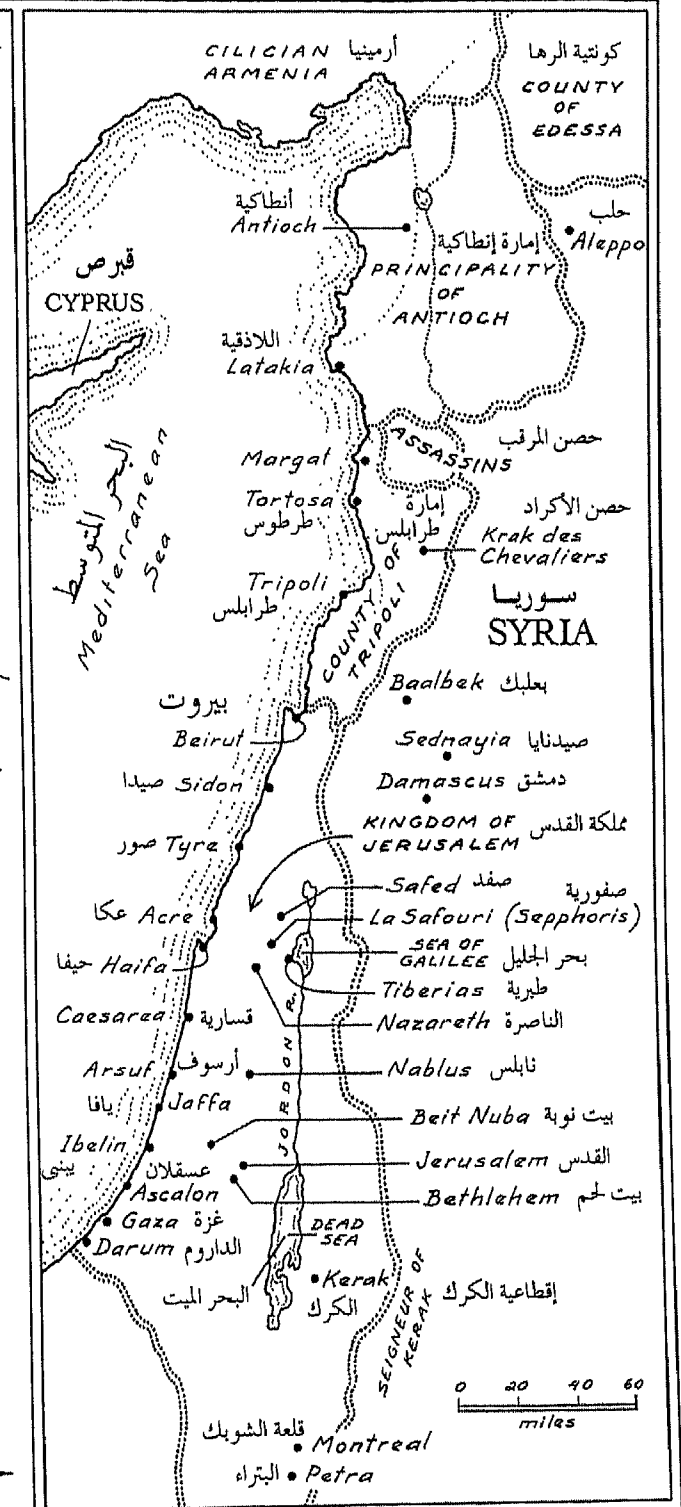 CILICIAN
ARMENIA
أرمينيا
كونتية الرها
COUNTY
OF
EDESSA
أنطاكية
Antioch
حلب
Aleppo
إمارة إنطاكية
PRINCIPALITY
OF
ANTIOCH
قبرص
CYPRUS
اللاذقية
Latakia
البحر المتوسط
Mediterranean
Sea
ASSASSINS
حصن المرقب
Margat
Tortosa
طرطوس
إمارة
طرابلس
حصن الأكراد
Krak des
Chevaliers
Tripoli
طرابلس
COUNTY OF
TRIPOLI
سوريا
SYRIA
Baalbek بعلبك
بيروت
Beirut
Sednayia صيدنايا
صيدا Sidon
Damascus دمشق
KINGDOM OF
JERUSALEM
مملكة القدس
صور Tyre
Safed صفد
صفورية
عكا Acre
La Safouri (Sepphoris)
حيفا Haifa
SEA OF
GALILEE
بحر الجليل
Tiberias طبرية
Caesarea قسارية
Nazareth الناصرة
JORDON R.
Arsuf أرسوف
Nablus نابلس
يافا Jaffa
Beit Nuba بيت نوبة
Ibelin
يبنى
Jerusalem القدس
عسقلان
Ascalon
Bethlehem بيت لحم
Gaza غزة
Darum الداروم
DEAD
SEA
البحر الميت
Kerak
الكرك
SEIGNEUR OF
KERAK
إقطاعية الكرك
0 20 40 60
miles
قلعة الشوبك
Montreal
البتراء Petra